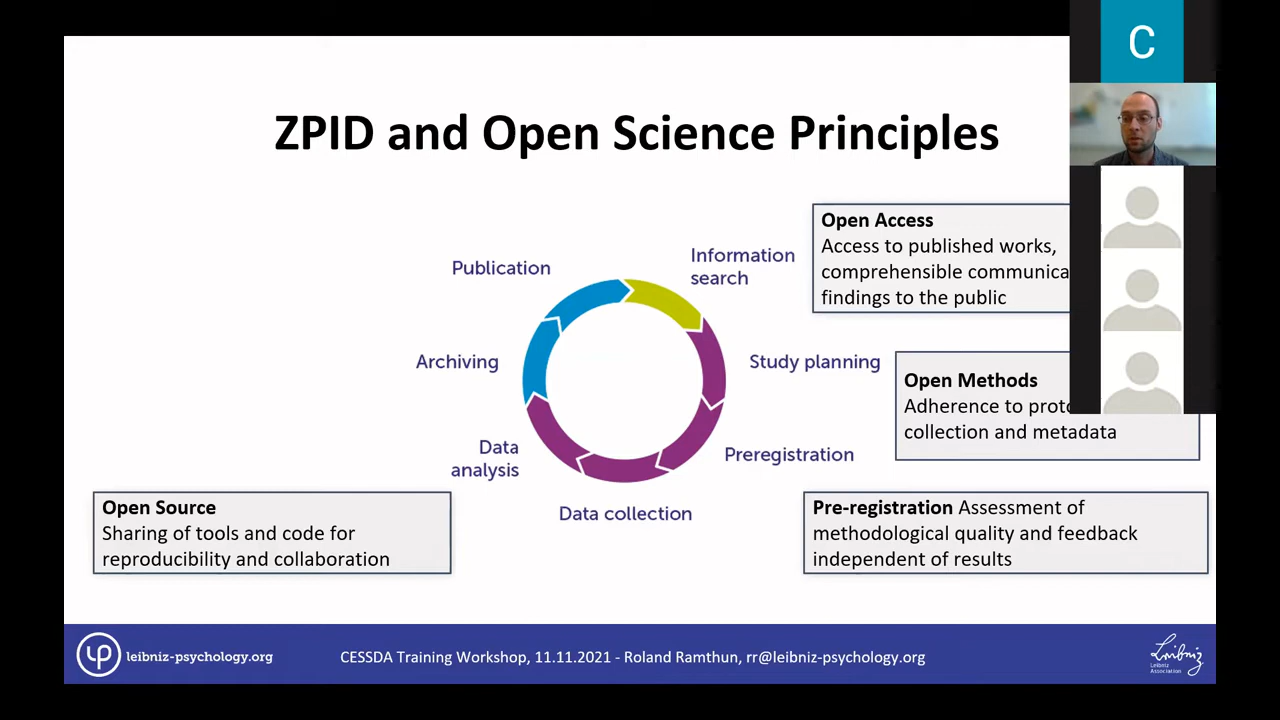 C
ZPID and Open Science Principles
Open Access
Access to published works,
comprehensible
findings to the public
Information
search
Publication
Archiving
Study planning
Open Methods
Adherence to
collection and metadata
Data
analysis
Preregistration
Data collection
Open Source
Sharing of tools and code for
reproducibility and collaboration
Pre-registration Assessment of
methodological quality and feedback
independent of results
leibniz-psychology.org
CESSDA Training Workshop, 11.11.2021 - Roland Ramthun, rr@leibniz-psychology.org
Leibniz
Leibniz
Association